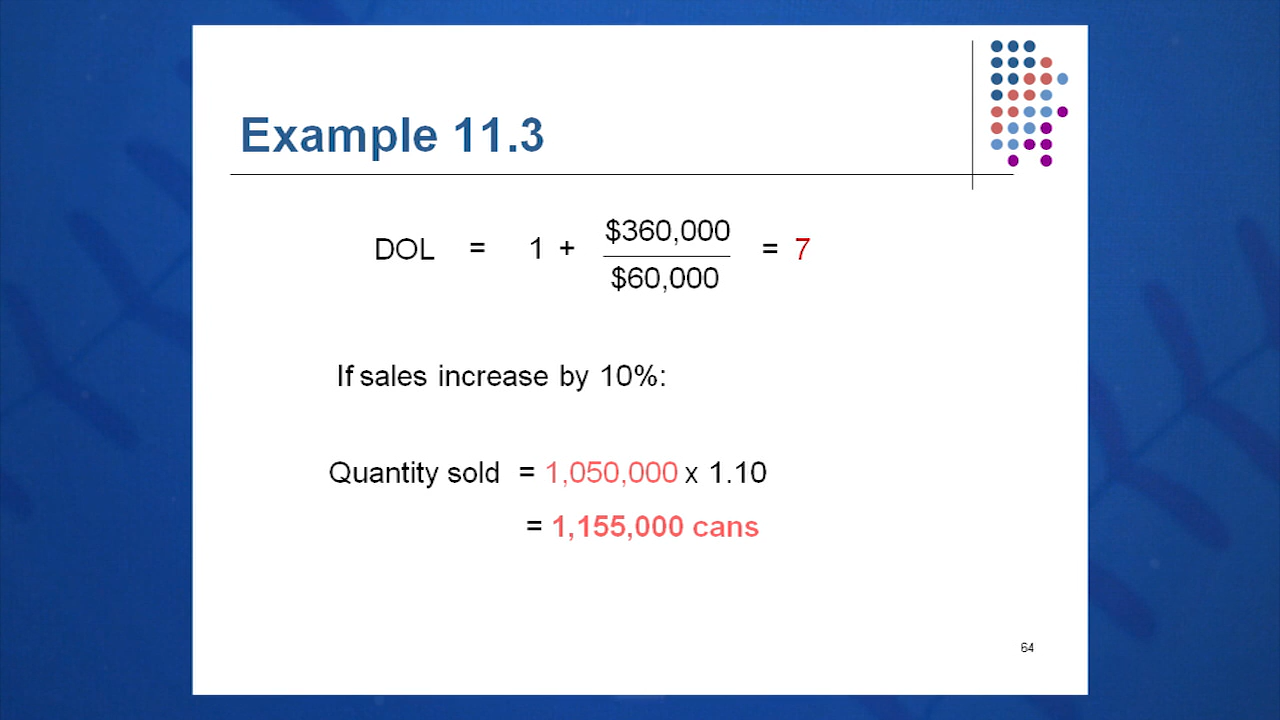 Example 11.3
DOL = 1 + $360,000 / $60,000 = 7
If sales increase by 10%:
Quantity sold = 1,050,000 x 1.10
= 1,155,000 cans
64